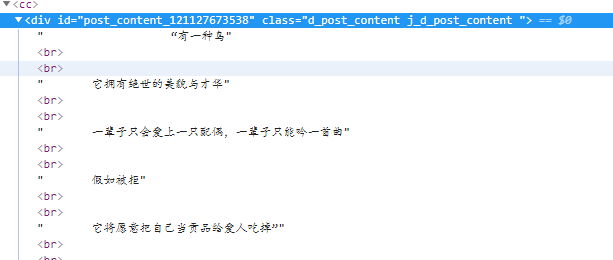 ▼<cc>
▼<div id="post_content_121127673538" class="d_post_content j_d_post_content "> == $0
"                    “有一种鸟"
<br>
<br>
"        它拥有绝世的美貌与才华"
<br>
<br>
"        一辈子只会爱上一只配偶，一辈子只能吟一首曲"
<br>
<br>
"        假如被拒"
<br>
<br>
"        它将愿意把自己当贡品给爱人吃掉”"
<br>
<br>